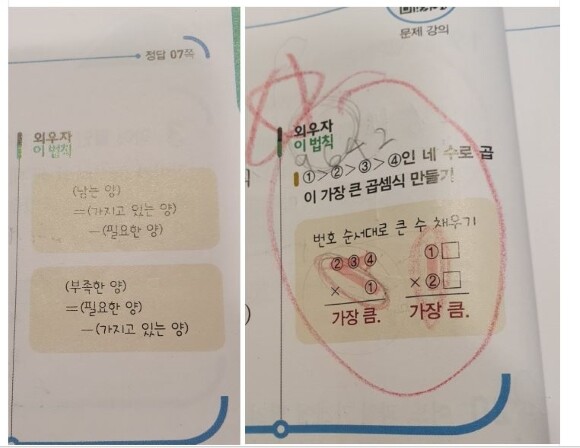 정답 07쪽
외우자
이 법칙
(남는 양)
=(가지고 있는 양)
-(필요한 양)
(부족한 양)
=(필요한 양)
-(가지고 있는 양)
문제 강의
외우자
이 법칙
9642
①>②>③>④인 네 수로 곱
이 가장 큰 곱셈식 만들기
번호 순서대로 큰 수 채우기
②③④ ①□
× ① ×②□
가장 큼. 가장 큼.